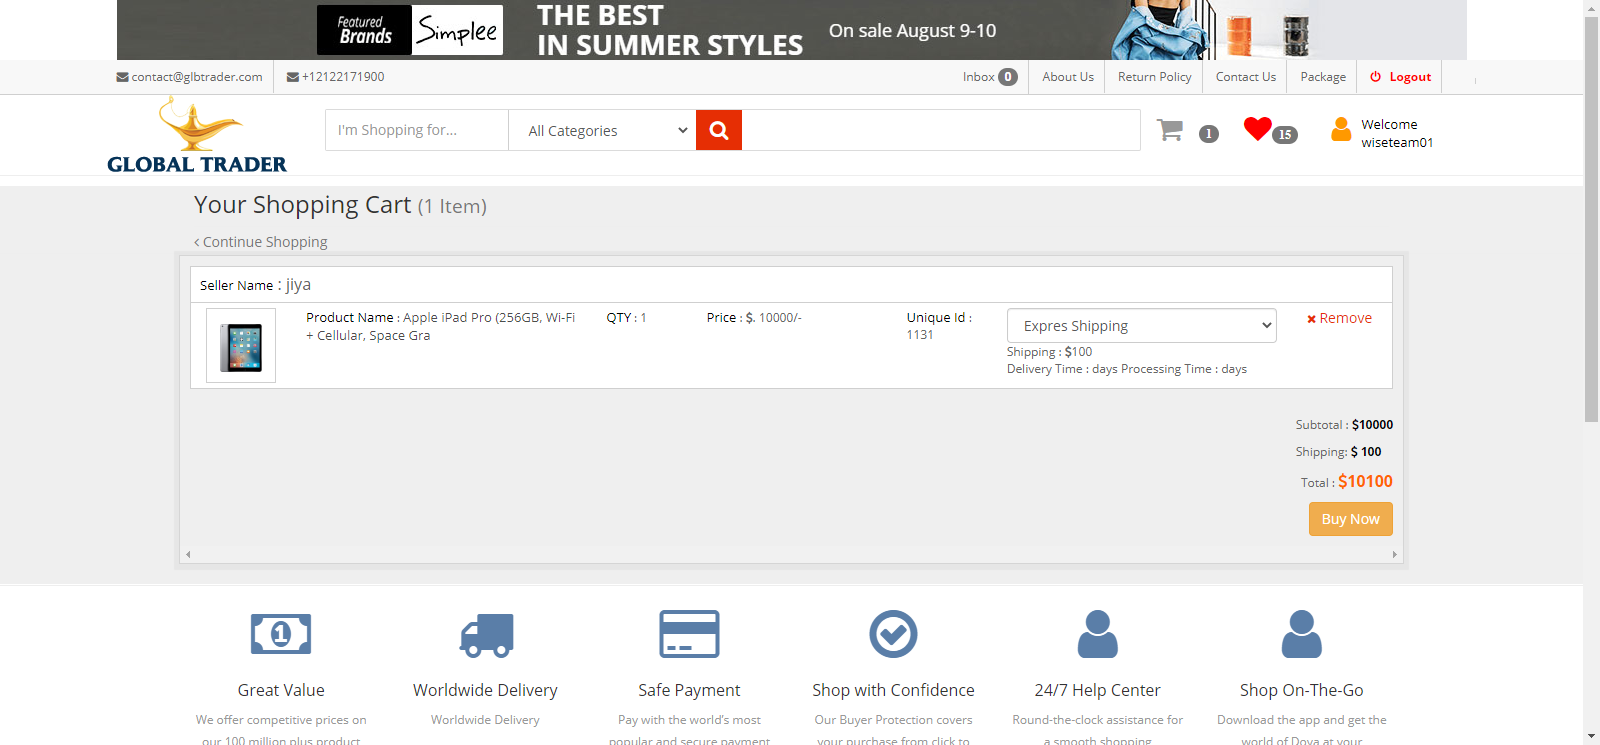 Featured
Brands
Simplee
THE BEST
IN SUMMER STYLES
On sale August 9-10
contact@glbtrader.com
+12122171900
Inbox 0
About Us
Return Policy
Contact Us
Package
Logout
GLOBAL TRADER
I'm Shopping for...
All Categories
1
15
Welcome
wiseteam01
Your Shopping Cart (1 Item)
Continue Shopping
Seller Name : jiya
Product Name : Apple iPad Pro (256GB, Wi-Fi
+ Cellular, Space Gra
QTY : 1
Price : $. 10000/-
Unique Id :
1131
Expres Shipping
Shipping : $100
Delivery Time : days Processing Time : days
Remove
Subtotal : $10000
Shipping: $ 100
Total : $10100
Buy Now
1
Great Value
Worldwide Delivery
Safe Payment
Shop with Confidence
24/7 Help Center
Shop On-The-Go
We offer competitive prices on
our 100 million plus product
Worldwide Delivery
Pay with the world's most
popular and secure payment
Our Buyer Protection covers
your purchase from click to
Round-the-clock assistance for
a smooth shopping
Download the app and get the
world of Dova at your